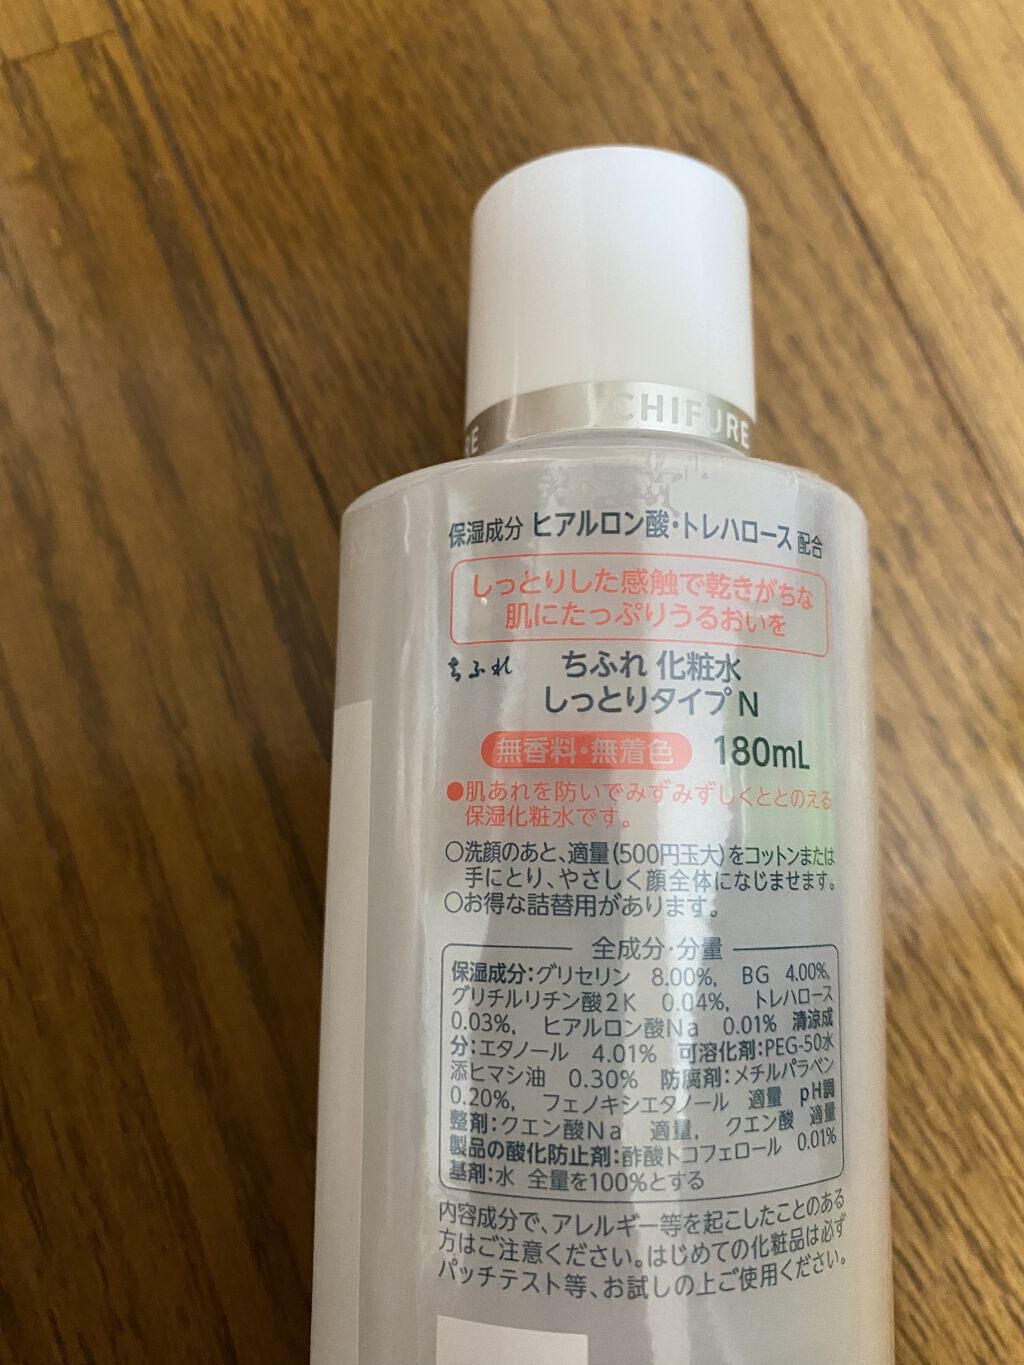 CHIFURE
RE
保湿成分 ヒアルロン酸・トレハロース 配合
しっとりした感触で乾きがちな
肌にたっぷりうるおいを
ちふれ ちふれ 化粧水
しっとりタイプ N
無香料・無着色 180mL
●肌あれを防いでみずみずしくととのえる
保湿化粧水です。
○洗顔のあと、適量(500円玉大)をコットンまたは
手にとり、やさしく顔全体になじませます。
○お得な詰替用があります。
全成分・分量
保湿成分:グリセリン 8.00%, BG 4.00%,
グリチルリチン酸2K 0.04%, トレハロース
0.03%, ヒアルロン酸Na 0.01% 清涼成
分:エタノール 4.01% 可溶化剤:PEG-50水
添ヒマシ油 0.30% 防腐剤:メチルパラベン
0.20%, フェノキシエタノール 適量 pH調
整剤:クエン酸Na 適量, クエン酸 適量
製品の酸化防止剤:酢酸トコフェロール 0.01%
基剤:水 全量を100%とする
内容成分で、アレルギー等を起こしたことのある
方はご注意ください。はじめての化粧品は必ず
パッチテスト等、お試しの上ご使用ください。